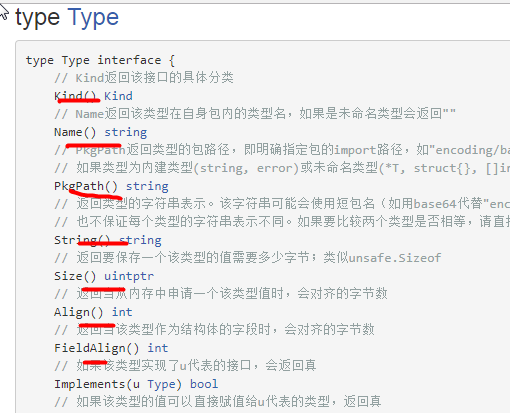 type Type
type Type interface {
// Kind返回该接口的具体分类
Kind() Kind
// Name返回该类型在自身包内的类型名，如果是未命名类型会返回""
Name() string
// PkgPath返回类型的包路径，即明确指定包的import路径，如"encoding/ba
// 如果类型为内建类型(string, error)或未命名类型(*T, struct{}, []in
PkgPath() string
// 返回类型的字符串表示。该字符串可能会使用短包名（如用base64代替"enc
// 也不保证每个类型的字符串表示不同。如果要比较两个类型是否相等，请直接
String() string
// 返回要保存一个该类型的值需要多少字节；类似unsafe.Sizeof
Size() uintptr
// 返回当从内存中申请一个该类型值时，会对齐的字节数
Align() int
// 返回当该类型作为结构体的字段时，会对齐的字节数
FieldAlign() int
// 如果该类型实现了u代表的接口，会返回真
Implements(u Type) bool
// 如果该类型的值可以直接赋值给u代表的类型，返回真